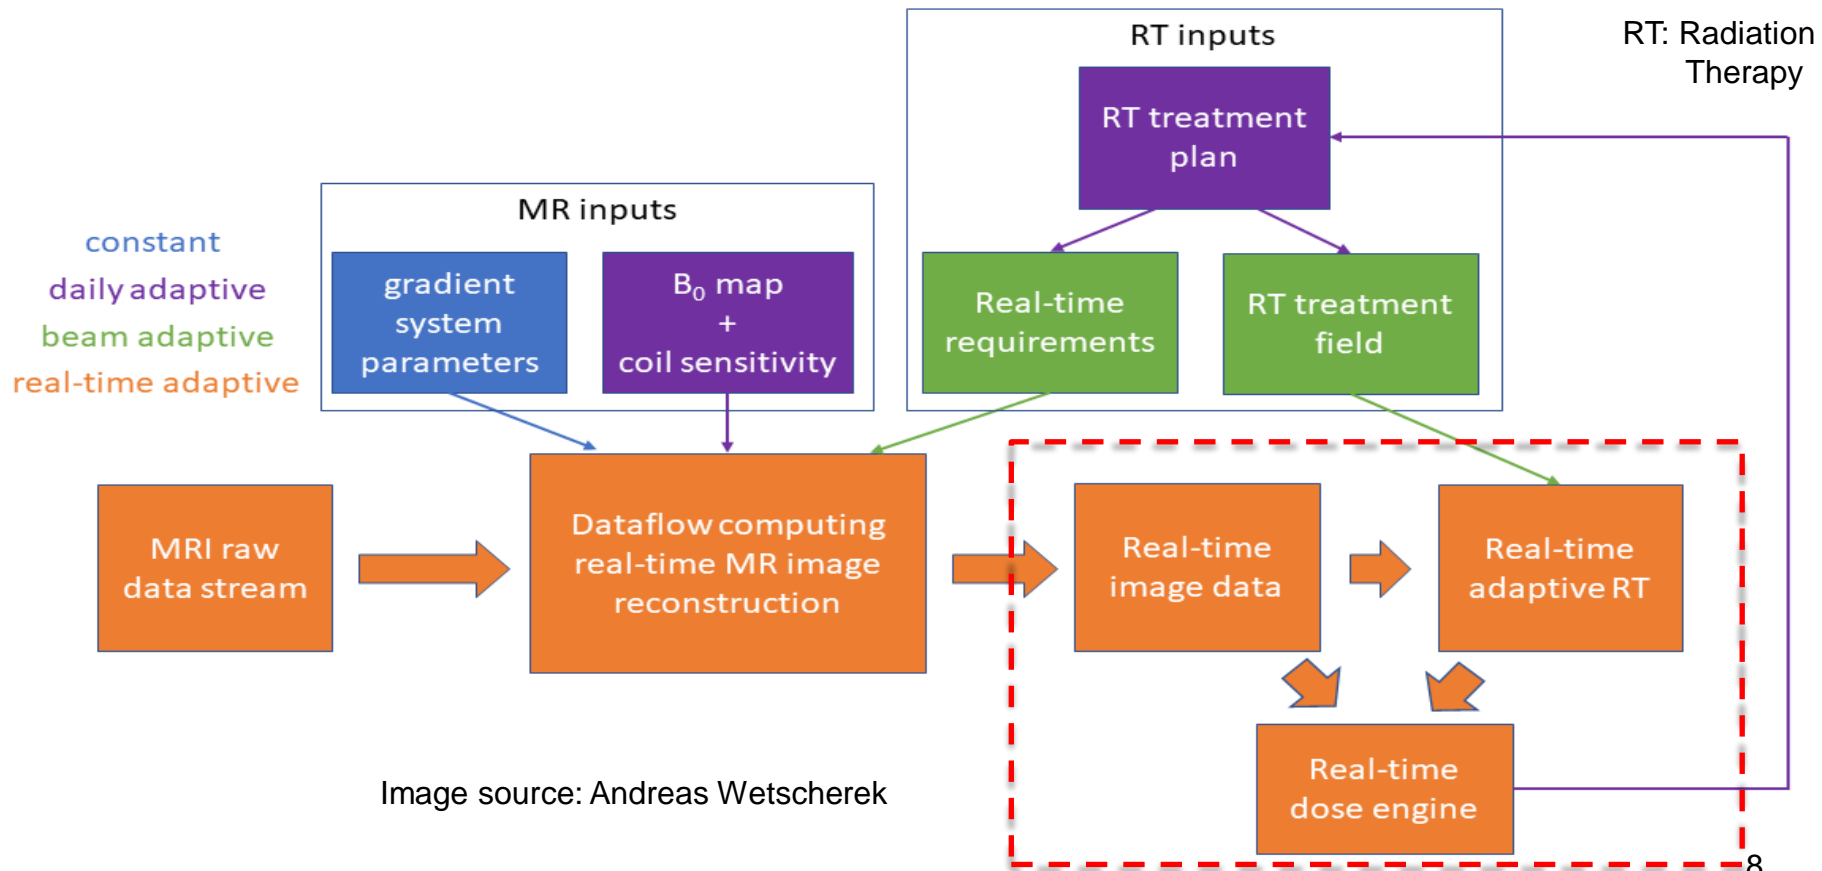 RT inputs
RT: Radiation
Therapy
RT treatment
plan
MR inputs
constant
daily adaptive
beam adaptive
real-time adaptive
gradient
system
parameters
B₀ map
+
coil sensitivity
Real-time
requirements
RT treatment
field
MRI raw
data stream
Dataflow computing
real-time MR image
reconstruction
Real-time
image data
Real-time
adaptive RT
Real-time
dose engine
Image source: Andreas Wetscherek
8